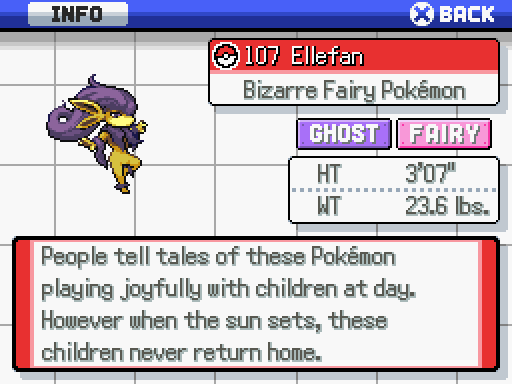 INFO
BACK
107 Ellefan
Bizarre Fairy Pokémon
GHOST FAIRY
HT 3'07"
WT 23.6 lbs.
People tell tales of these Pokémon
playing joyfully with children at day.
However when the sun sets, these
children never return home.